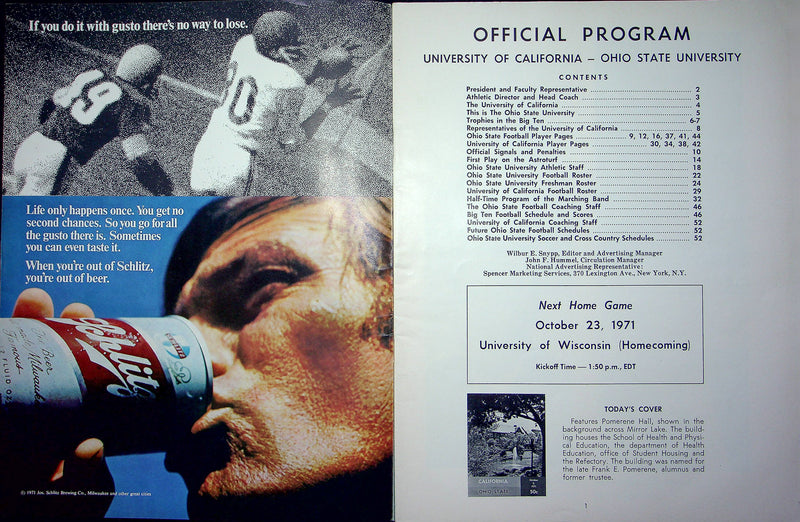 If you do it with gusto there's no way to lose.
49
60
Life only happens once. You get no
second chances. So you go for all
the gusto there is. Sometimes
you can even taste it.
When you're out of Schlitz,
you're out of beer.
Schlitz
Milwaukee
Famous
FLUID OZ
© 1971 Jos. Schlitz Brewing Co., Milwaukee and other great cities
OFFICIAL PROGRAM
UNIVERSITY OF CALIFORNIA – OHIO STATE UNIVERSITY
CONTENTS
President and Faculty Representative 2
Athletic Director and Head Coach 3
The University of California 4
This is The Ohio State University 5
Trophies in the Big Ten 6-7
Representatives of the University of California 8
Ohio State Football Player Pages 9, 12, 16, 37, 41, 44
University of California Player Pages 30, 34, 38, 42
Official Signals and Penalties 10
First Play on the Astroturf 14
Ohio State University Athletic Staff 18
Ohio State University Football Roster 22
Ohio State University Freshman Roster 24
University of California Football Roster 29
Half-Time Program of the Marching Band 32
The Ohio State Football Coaching Staff 46
Big Ten Football Schedule and Scores 46
University of California Coaching Staff 52
Future Ohio State Football Schedules 52
Ohio State University Soccer and Cross Country Schedules 52
Wilbur E. Snypp, Editor and Advertising Manager
John F. Hummel, Circulation Manager
National Advertising Representative:
Spencer Marketing Services, 370 Lexington Ave., New York, N.Y.
Next Home Game
October 23, 1971
University of Wisconsin (Homecoming)
Kickoff Time — 1:50 p.m., EDT
CALIFORNIA
OHIO STATE
50c
TODAY'S COVER
Features Pomerene Hall, shown in the
background across Mirror Lake. The build-
ing houses the School of Health and Physi-
cal Education, the department of Health
Education, office of Student Housing and
the Refectory. The building was named for
the late Frank E. Pomerene, alumnus and
former trustee.
1